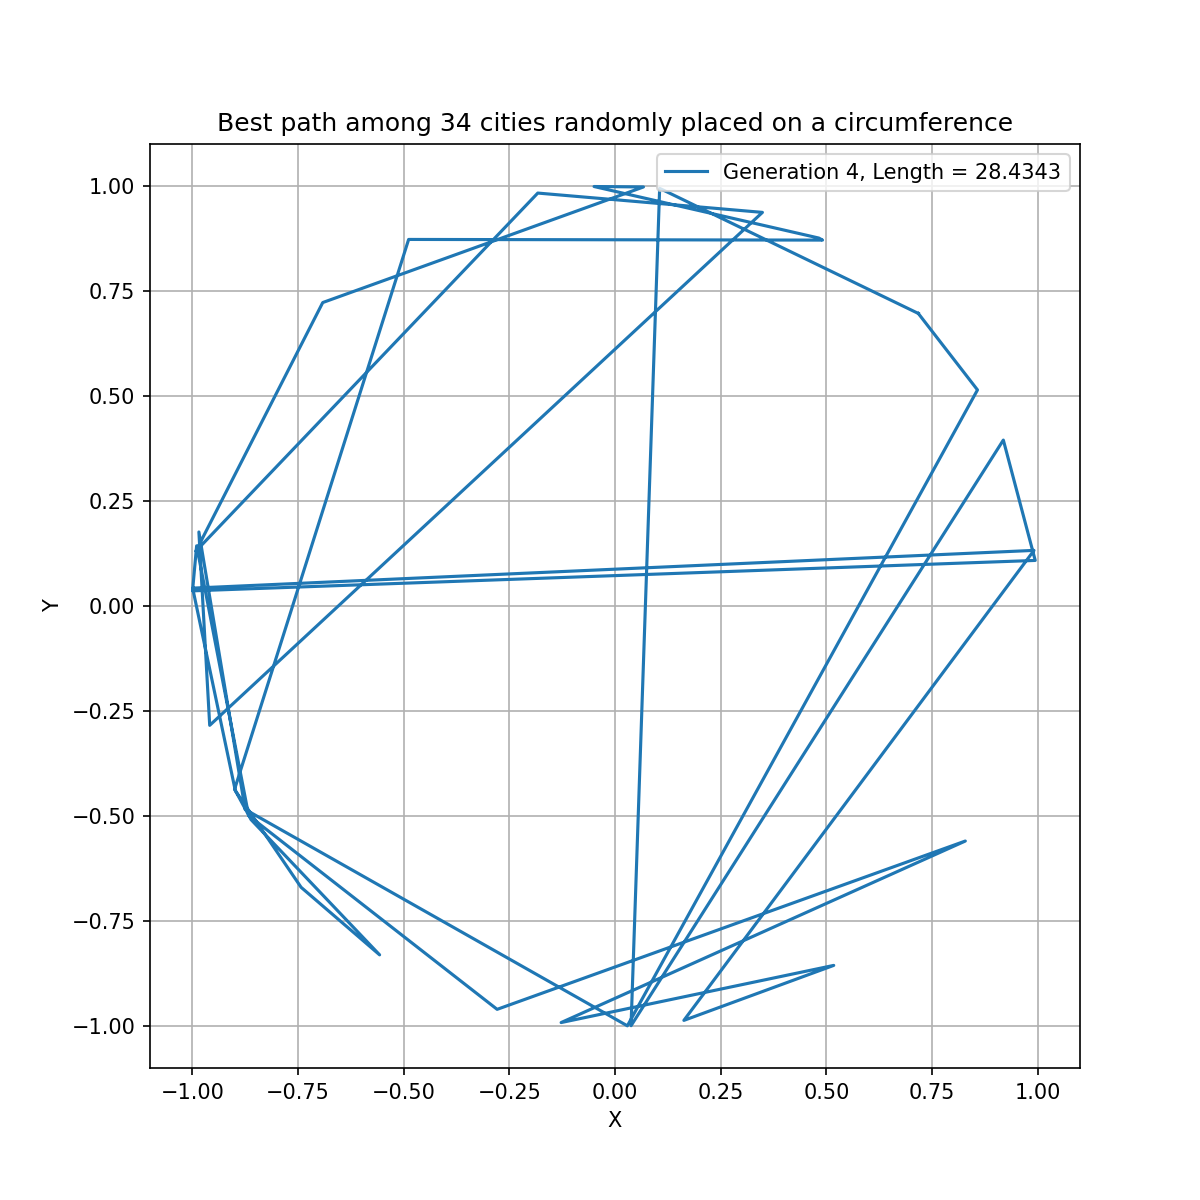 Best path among 34 cities randomly placed on a circumference
Generation 4, Length = 28.4343
1.00
0.75
0.50
0.25
0.00
−0.25
−0.50
−0.75
−1.00
Y
−1.00 −0.75 −0.50 −0.25 0.00 0.25 0.50 0.75 1.00
X